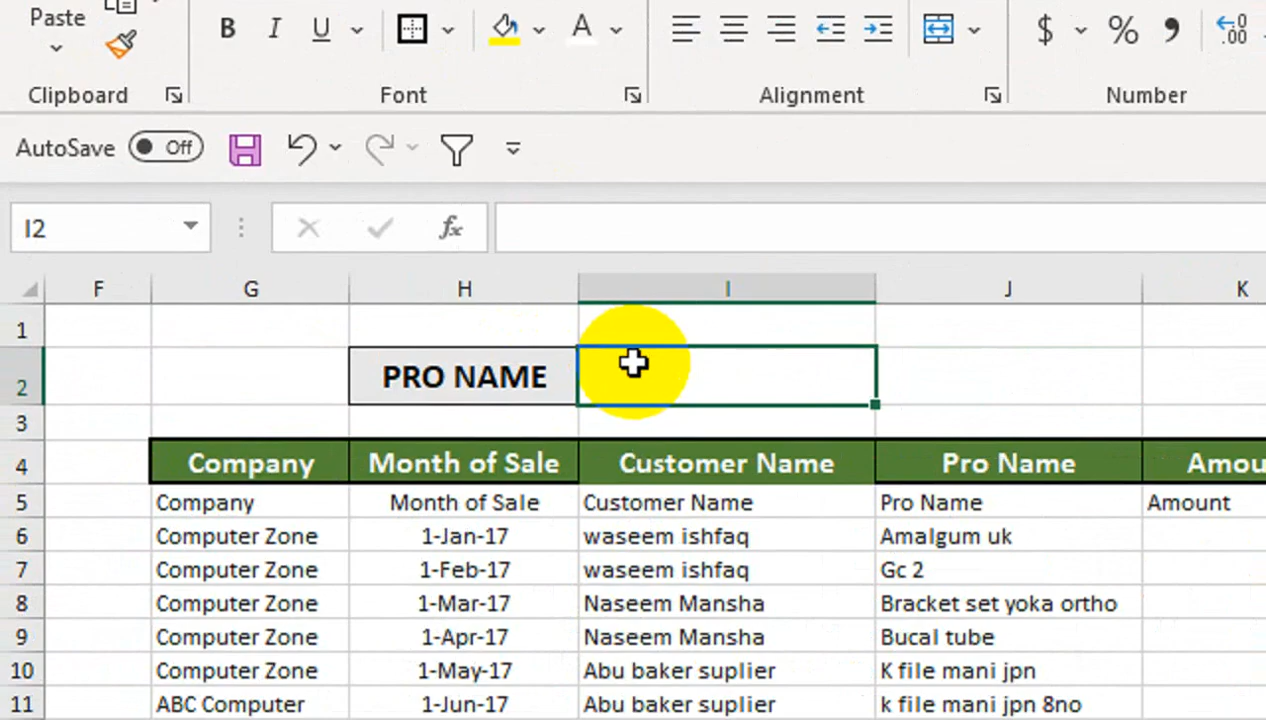 Paste
B I U A $ % , .00
Clipboard Font Alignment Number
AutoSave Off
I2 fx
F G H I J K
1
2 PRO NAME
3
4 Company Month of Sale Customer Name Pro Name Amou
5 Company Month of Sale Customer Name Pro Name Amount
6 Computer Zone 1-Jan-17 waseem ishfaq Amalgum uk
7 Computer Zone 1-Feb-17 waseem ishfaq Gc 2
8 Computer Zone 1-Mar-17 Naseem Mansha Bracket set yoka ortho
9 Computer Zone 1-Apr-17 Naseem Mansha Bucal tube
10 Computer Zone 1-May-17 Abu baker suplier K file mani jpn
11 ABC Computer 1-Jun-17 Abu baker suplier k file mani jpn 8no